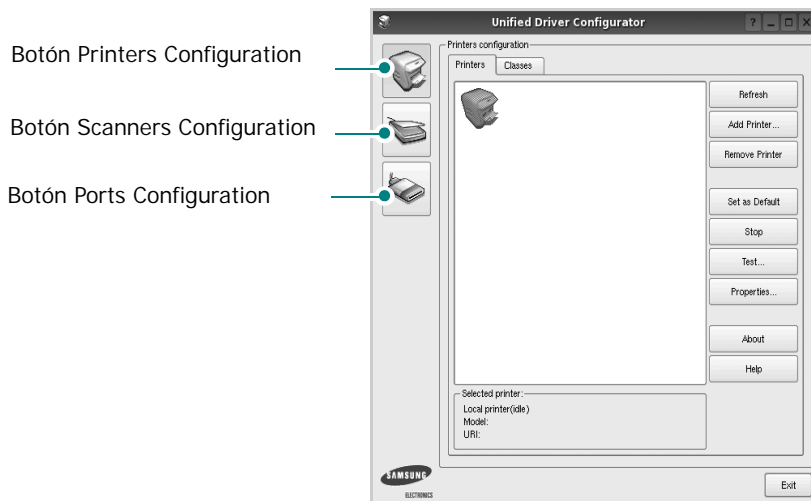 Unified Driver Configurator
Botón Printers Configuration
Botón Scanners Configuration
Botón Ports Configuration
Printers configuration
Printers
Classes
Refresh
Add Printer...
Remove Printer
Set as Default
Stop
Test...
Properties...
About
Help
Selected printer:
Local printer(idle)
Model:
URI:
SAMSUNG
ELECTRONICS
Exit